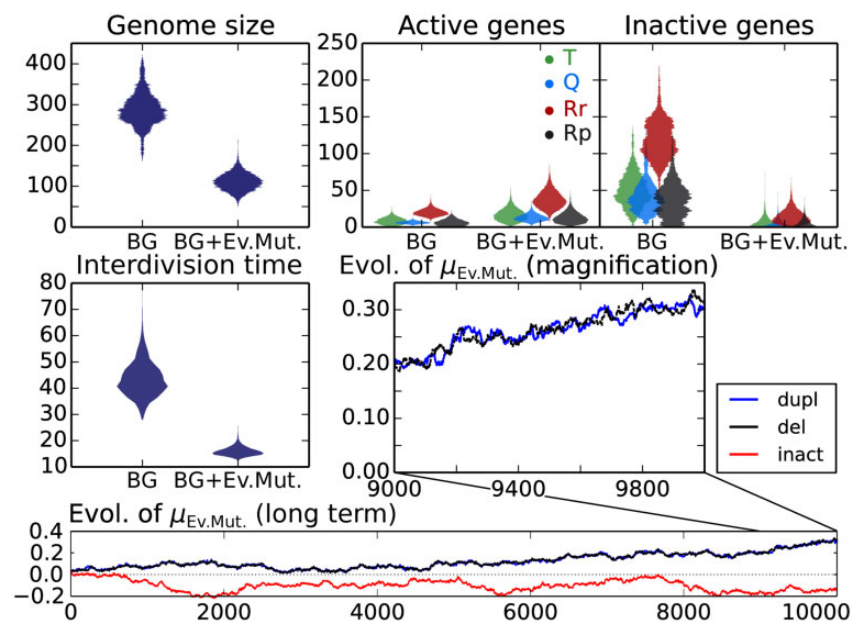 Genome size
Active genes
Inactive genes
400
300
200
100
0
BG BG+Ev.Mut.
250
200
150
100
50
0
T
Q
Rr
Rp
BG BG+Ev.Mut.
BG BG+Ev.Mut.
Interdivision time
80
70
60
50
40
30
20
10
BG BG+Ev.Mut.
Evol. of μEv.Mut. (magnification)
0.30
0.20
0.10
0.00
9000 9400 9800
dupl
del
inact
Evol. of μEv.Mut. (long term)
0.4
0.2
0.0
−0.2
0 2000 4000 6000 8000 10000